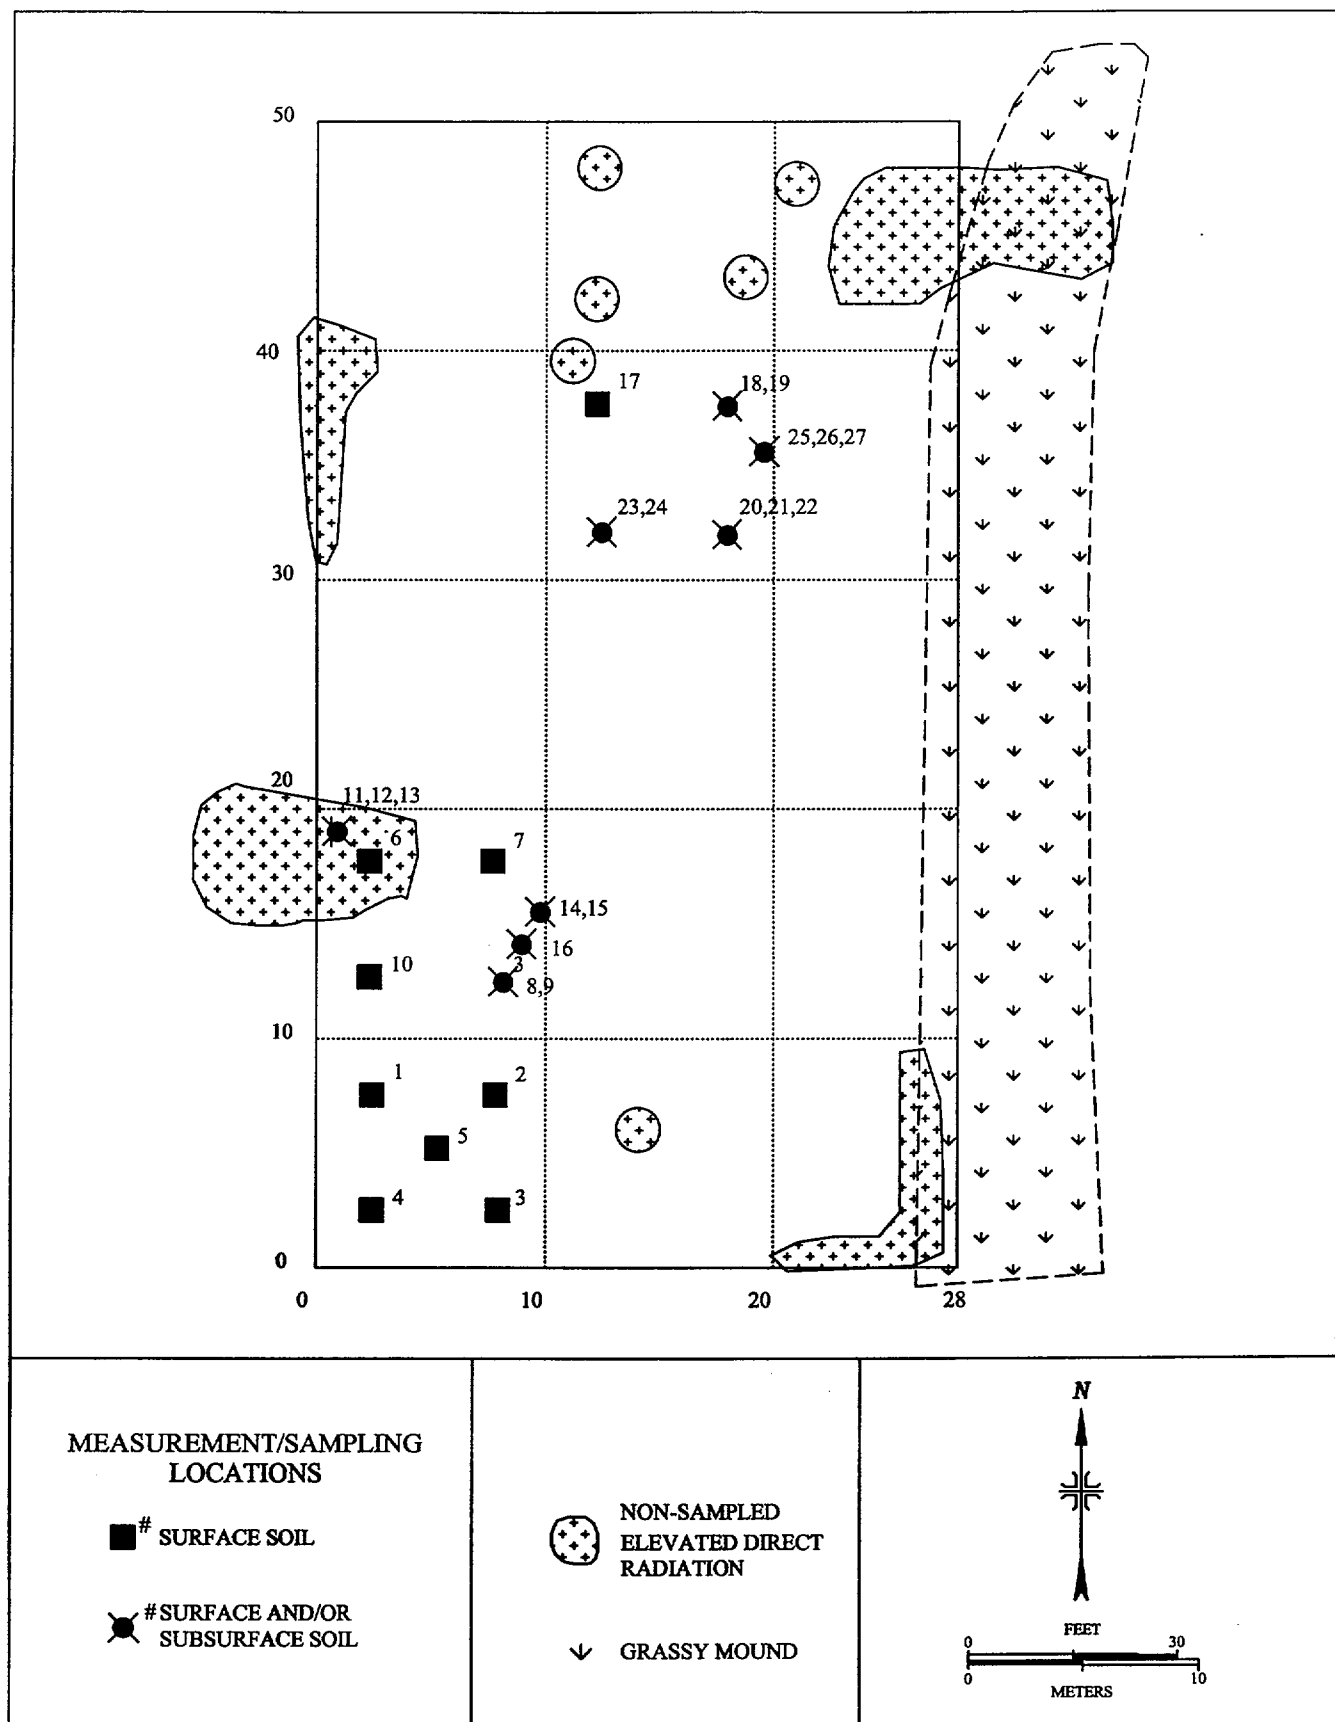 50
40
17
18,19
25,26,27
23,24
20,21,22
30
20
11,12,13
6
7
14,15
16
10
3
8,9
10
1
2
5
4
3
0
0
10
20
28
MEASUREMENT/SAMPLING
LOCATIONS
# SURFACE SOIL
# SURFACE AND/OR
SUBSURFACE SOIL
NON-SAMPLED
ELEVATED DIRECT
RADIATION
GRASSY MOUND
N
FEET
0 30
0 10
METERS